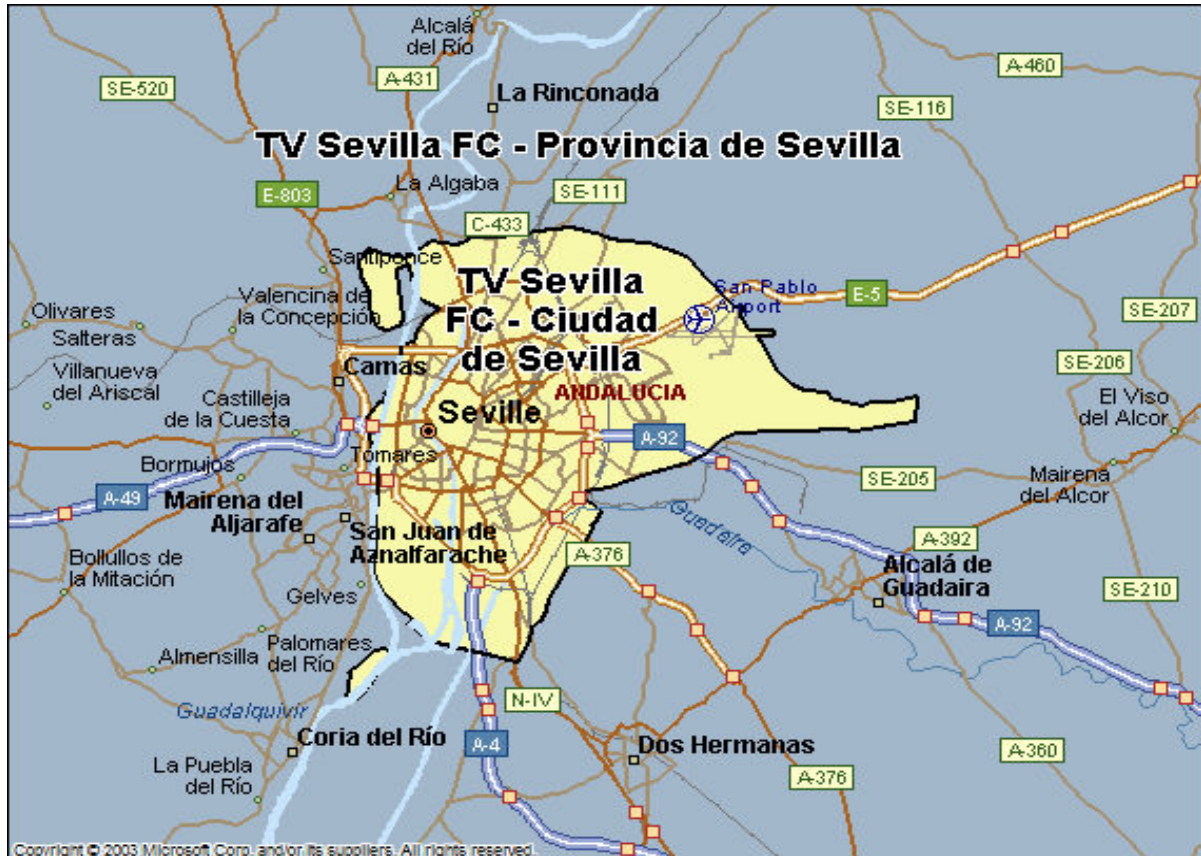 Alcalá
del Río
A-431
A-460
SE-520
La Rinconada
SE-116
TV Sevilla FC - Provincia de Sevilla
La Algaba
SE-111
E-803
C-433
Santiponce
TV Sevilla
FC - Ciudad
de Sevilla
San Pablo
Airport
E-5
Valencina de
la Concepción
Olivares
Salteras
SE-207
Villanueva
del Ariscal
Camas
SE-206
ANDALUCIA
Castilleja
de la Cuesta
El Viso
del Alcor
Seville
A-92
Tomares
Bormujos
SE-205
Mairena
del Alcor
A-49
Mairena del
Aljarafe
San Juan de
Aznalfarache
Guadaira
A-392
A-376
Bollullos de
la Mitación
Alcalá de
Guadaira
Gelves
SE-210
A-92
Palomares
del Río
Almensilla
N-IV
Guadalquivir
Coria del Río
A-4
Dos Hermanas
A-360
La Puebla
del Río
A-376
Copyright © 2003 Microsoft Corp. and/or its suppliers. All rights reserved.